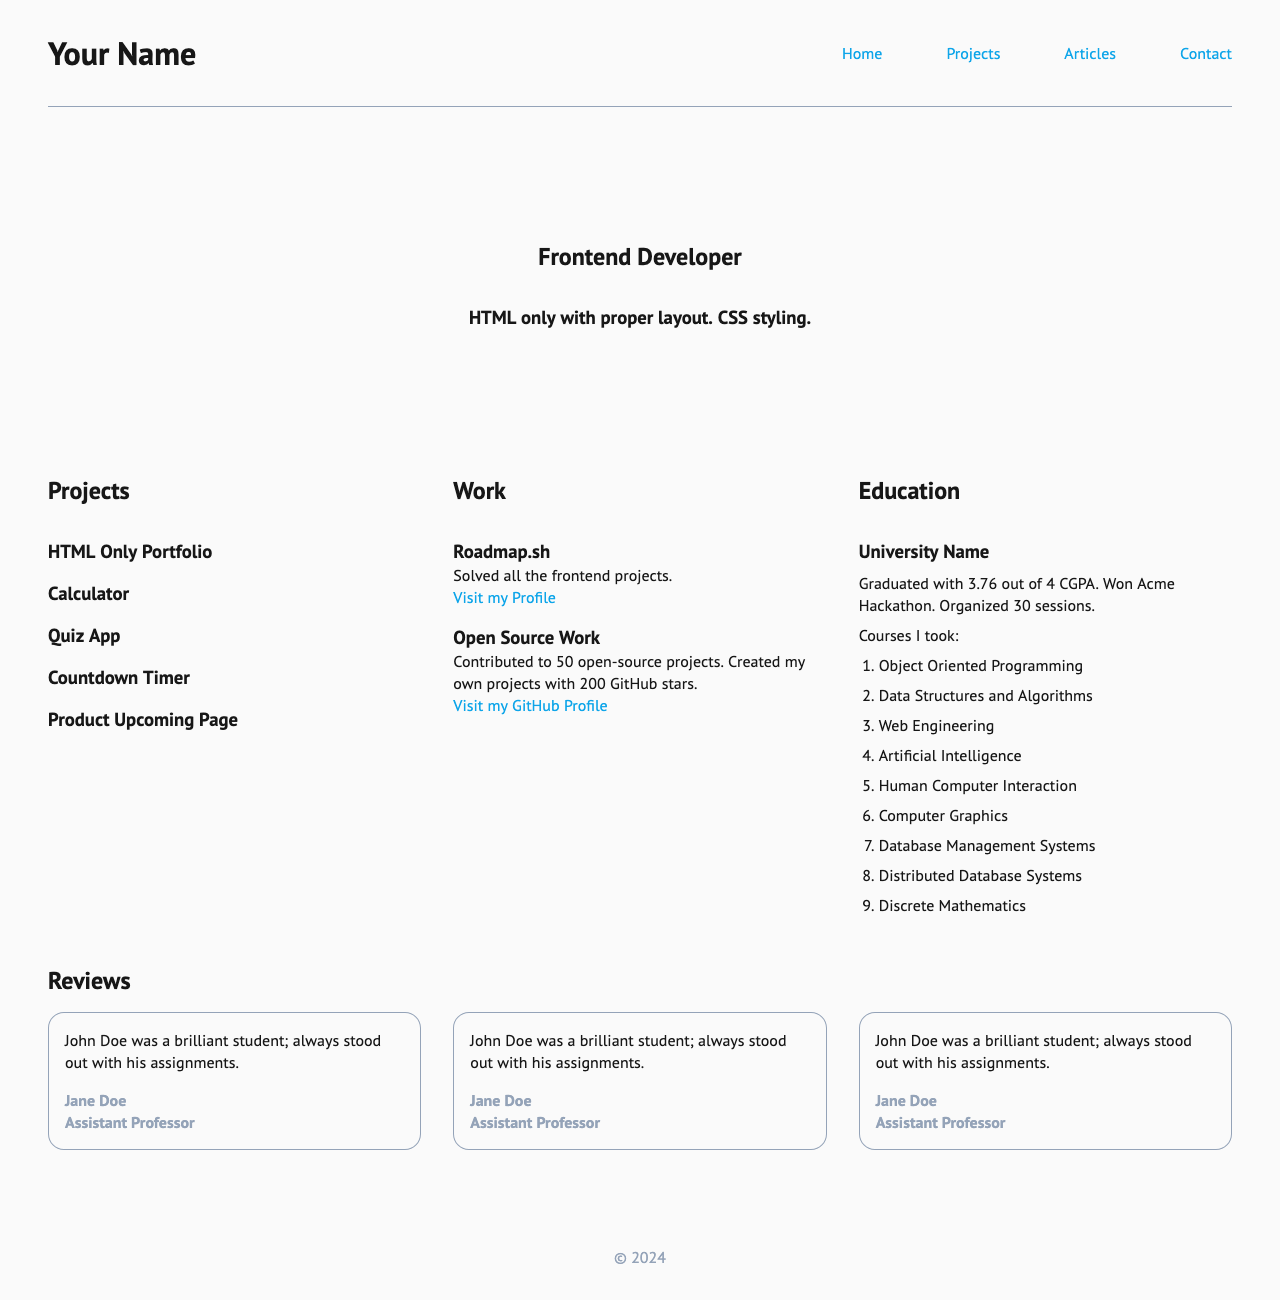 Your Name
Home Projects Articles Contact
Frontend Developer
HTML only with proper layout. CSS styling.
Projects
HTML Only Portfolio
Calculator
Quiz App
Countdown Timer
Product Upcoming Page
Work
Roadmap.sh
Solved all the frontend projects.
Visit my Profile
Open Source Work
Contributed to 50 open-source projects. Created my
own projects with 200 GitHub stars.
Visit my GitHub Profile
Education
University Name
Graduated with 3.76 out of 4 CGPA. Won Acme
Hackathon. Organized 30 sessions.
Courses I took:
1. Object Oriented Programming
2. Data Structures and Algorithms
3. Web Engineering
4. Artificial Intelligence
5. Human Computer Interaction
6. Computer Graphics
7. Database Management Systems
8. Distributed Database Systems
9. Discrete Mathematics
Reviews
John Doe was a brilliant student; always stood
out with his assignments.
Jane Doe
Assistant Professor
John Doe was a brilliant student; always stood
out with his assignments.
Jane Doe
Assistant Professor
John Doe was a brilliant student; always stood
out with his assignments.
Jane Doe
Assistant Professor
© 2024